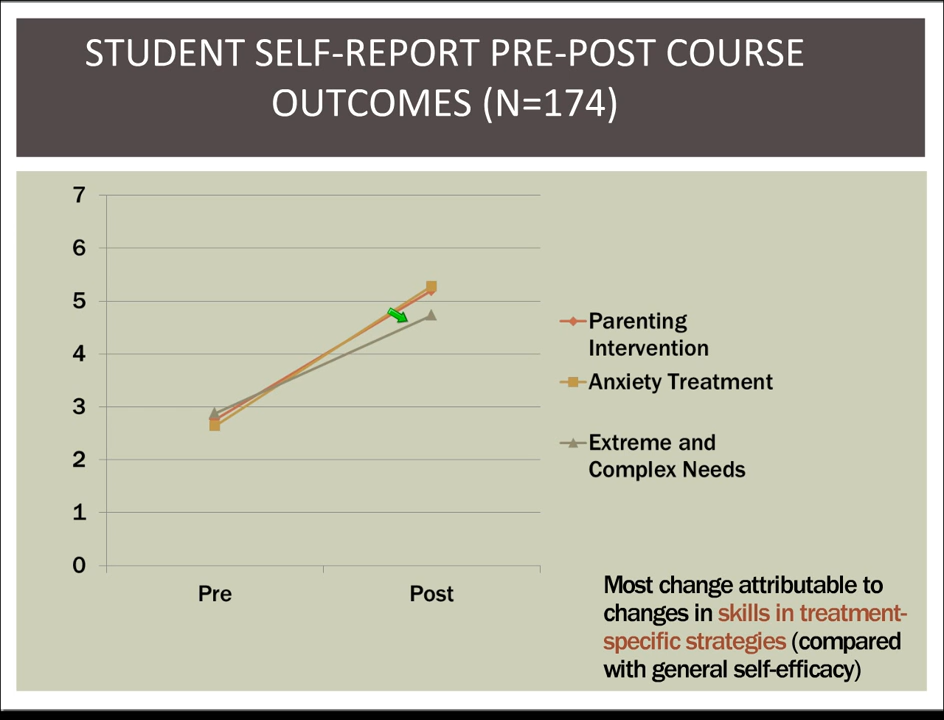 STUDENT SELF-REPORT PRE-POST COURSE
OUTCOMES (N=174)
7
6
5
4
3
2
1
0
Pre
Post
Parenting
Intervention
Anxiety Treatment
Extreme and
Complex Needs
Most change attributable to
changes in skills in treatment-
specific strategies (compared
with general self-efficacy)